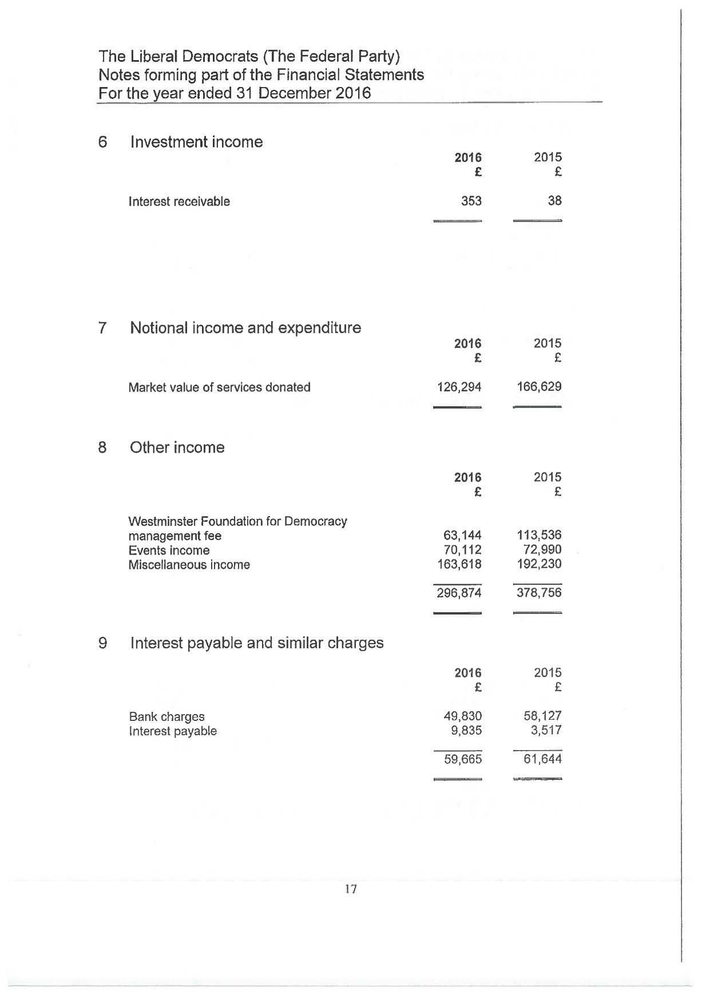 The Liberal Democrats (The Federal Party)
Notes forming part of the Financial Statements
For the year ended 31 December 2016
6 Investment income
2016 2015
£ £
Interest receivable 353 38
7 Notional income and expenditure
2016 2015
£ £
Market value of services donated 126,294 166,629
8 Other income
2016 2015
£ £
Westminster Foundation for Democracy
management fee 63,144 113,536
Events income 70,112 72,990
Miscellaneous income 163,618 192,230
296,874 378,756
9 Interest payable and similar charges
2016 2015
£ £
Bank charges 49,830 58,127
Interest payable 9,835 3,517
59,665 61,644
17